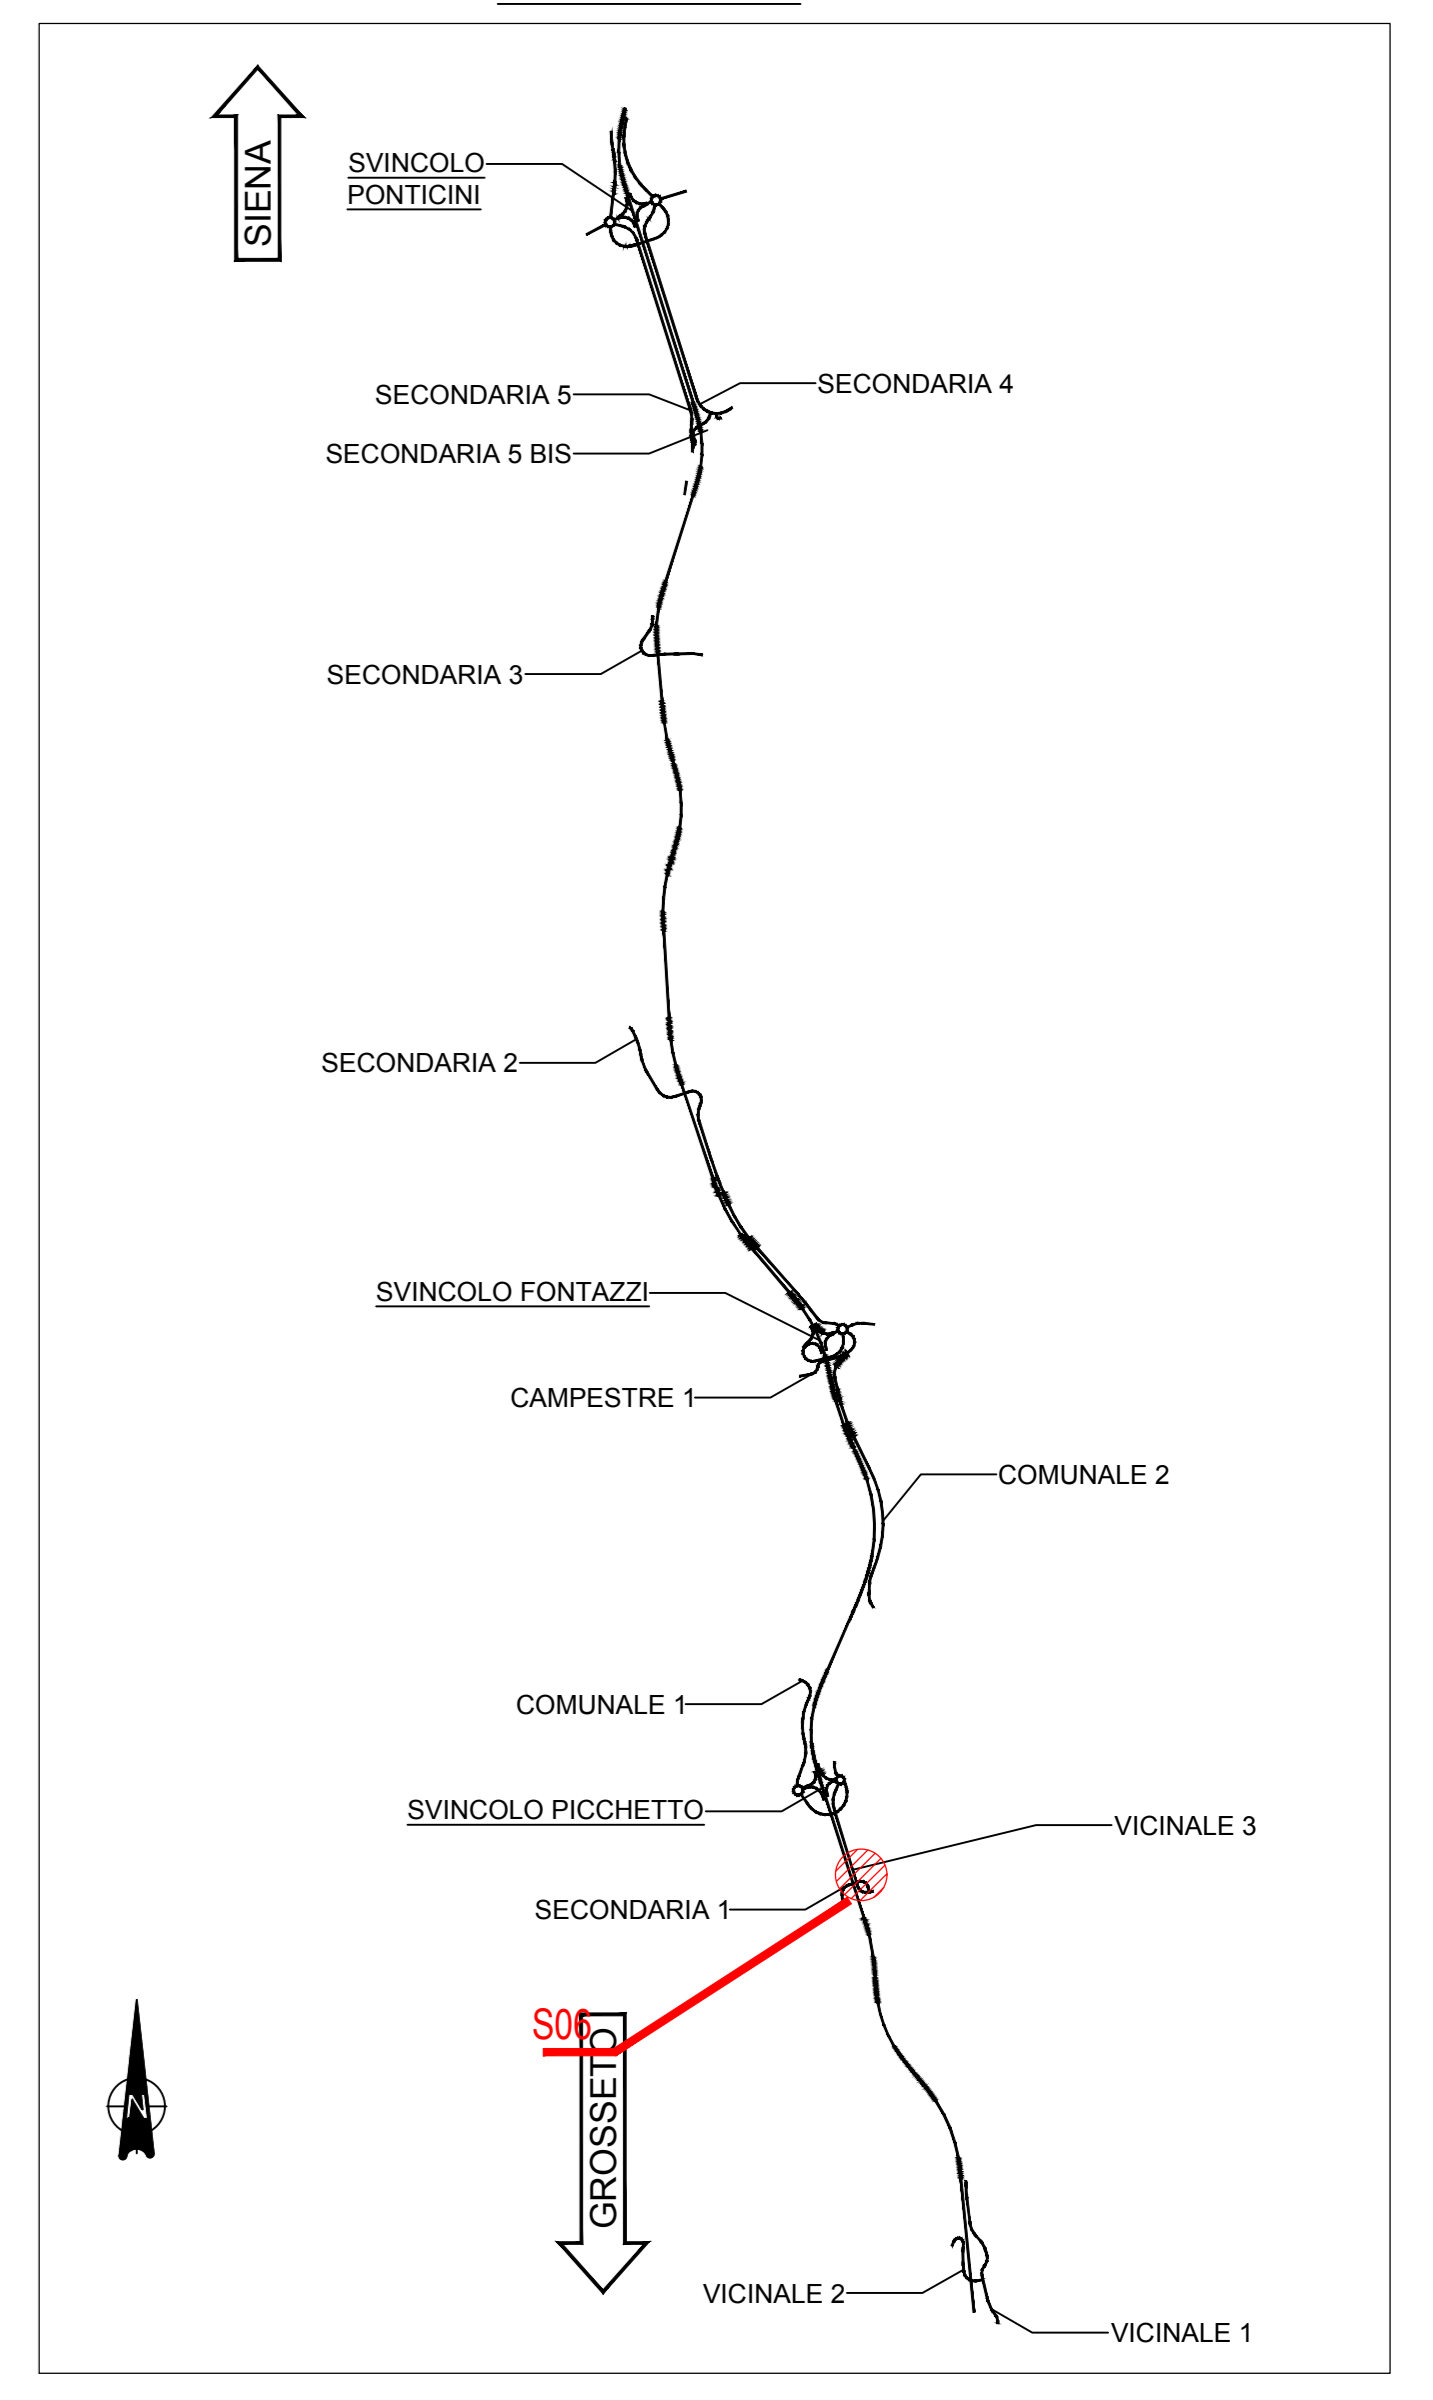 SIENA
SVINCOLO
PONTICINI
SECONDARIA 4
SECONDARIA 5
SECONDARIA 5 BIS
SECONDARIA 3
SECONDARIA 2
SVINCOLO FONTAZZI
CAMPESTRE 1
COMUNALE 2
COMUNALE 1
SVINCOLO PICCHETTO
VICINALE 3
SECONDARIA 1
S06
GROSSETO
N
VICINALE 2
VICINALE 1